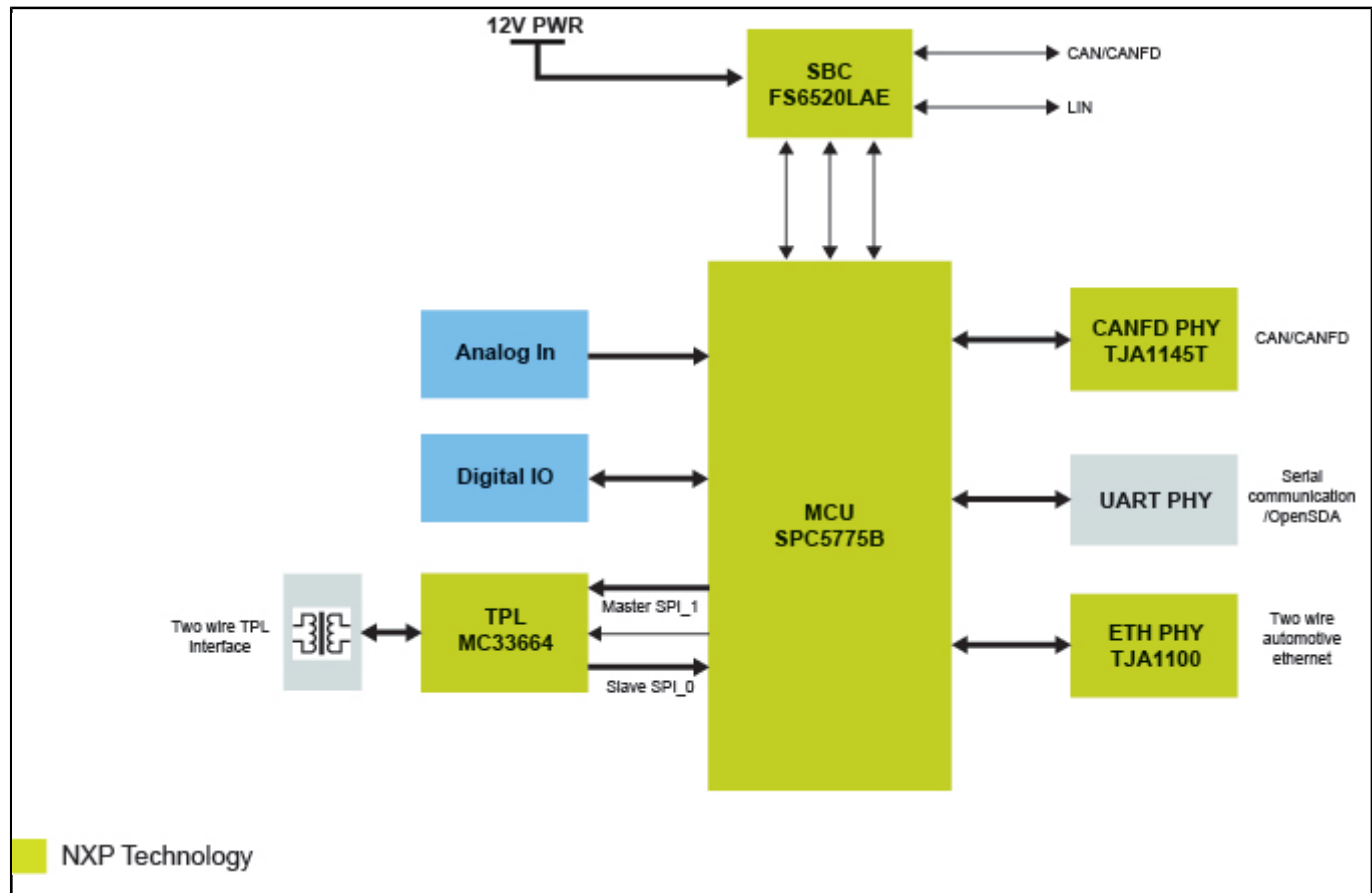 12V PWR
SBC
FS6520LAE
CAN/CANFD
LIN
Analog In
CANFD PHY
TJA1145T
CAN/CANFD
Digital IO
MCU
SPC5775B
UART PHY
Serial
communication
/OpenSDA
Two wire TPL
Interface
TPL
MC33664
Master SPI_1
Slave SPI_0
ETH PHY
TJA1100
Two wire
automotive
ethernet
NXP Technology